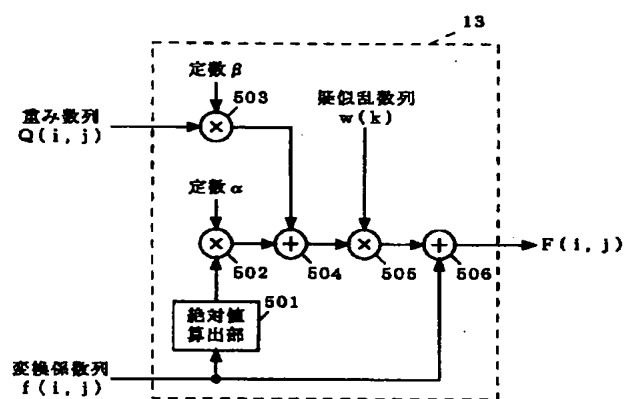 13
定数β
503
疑似乱数列
w(k)
重み数列
Q(i,j)
定数α
502
504
505
506
F(i,j)
501
絶対値
算出部
変換係数列
f(i,j)